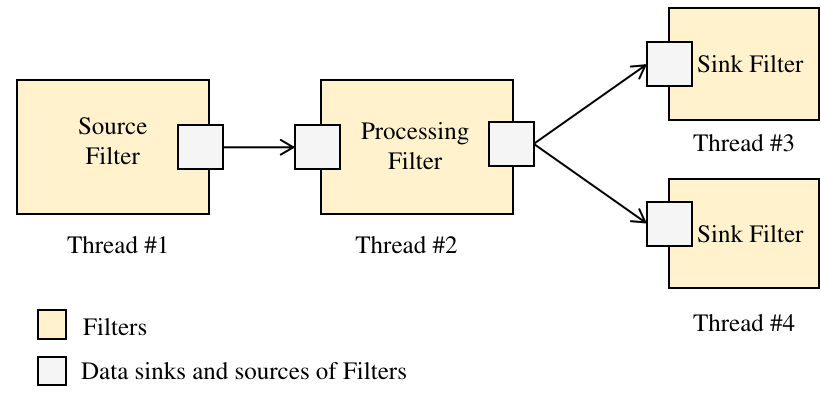 Source
Filter
Thread #1
Processing
Filter
Thread #2
Sink Filter
Thread #3
Sink Filter
Thread #4
Filters
Data sinks and sources of Filters